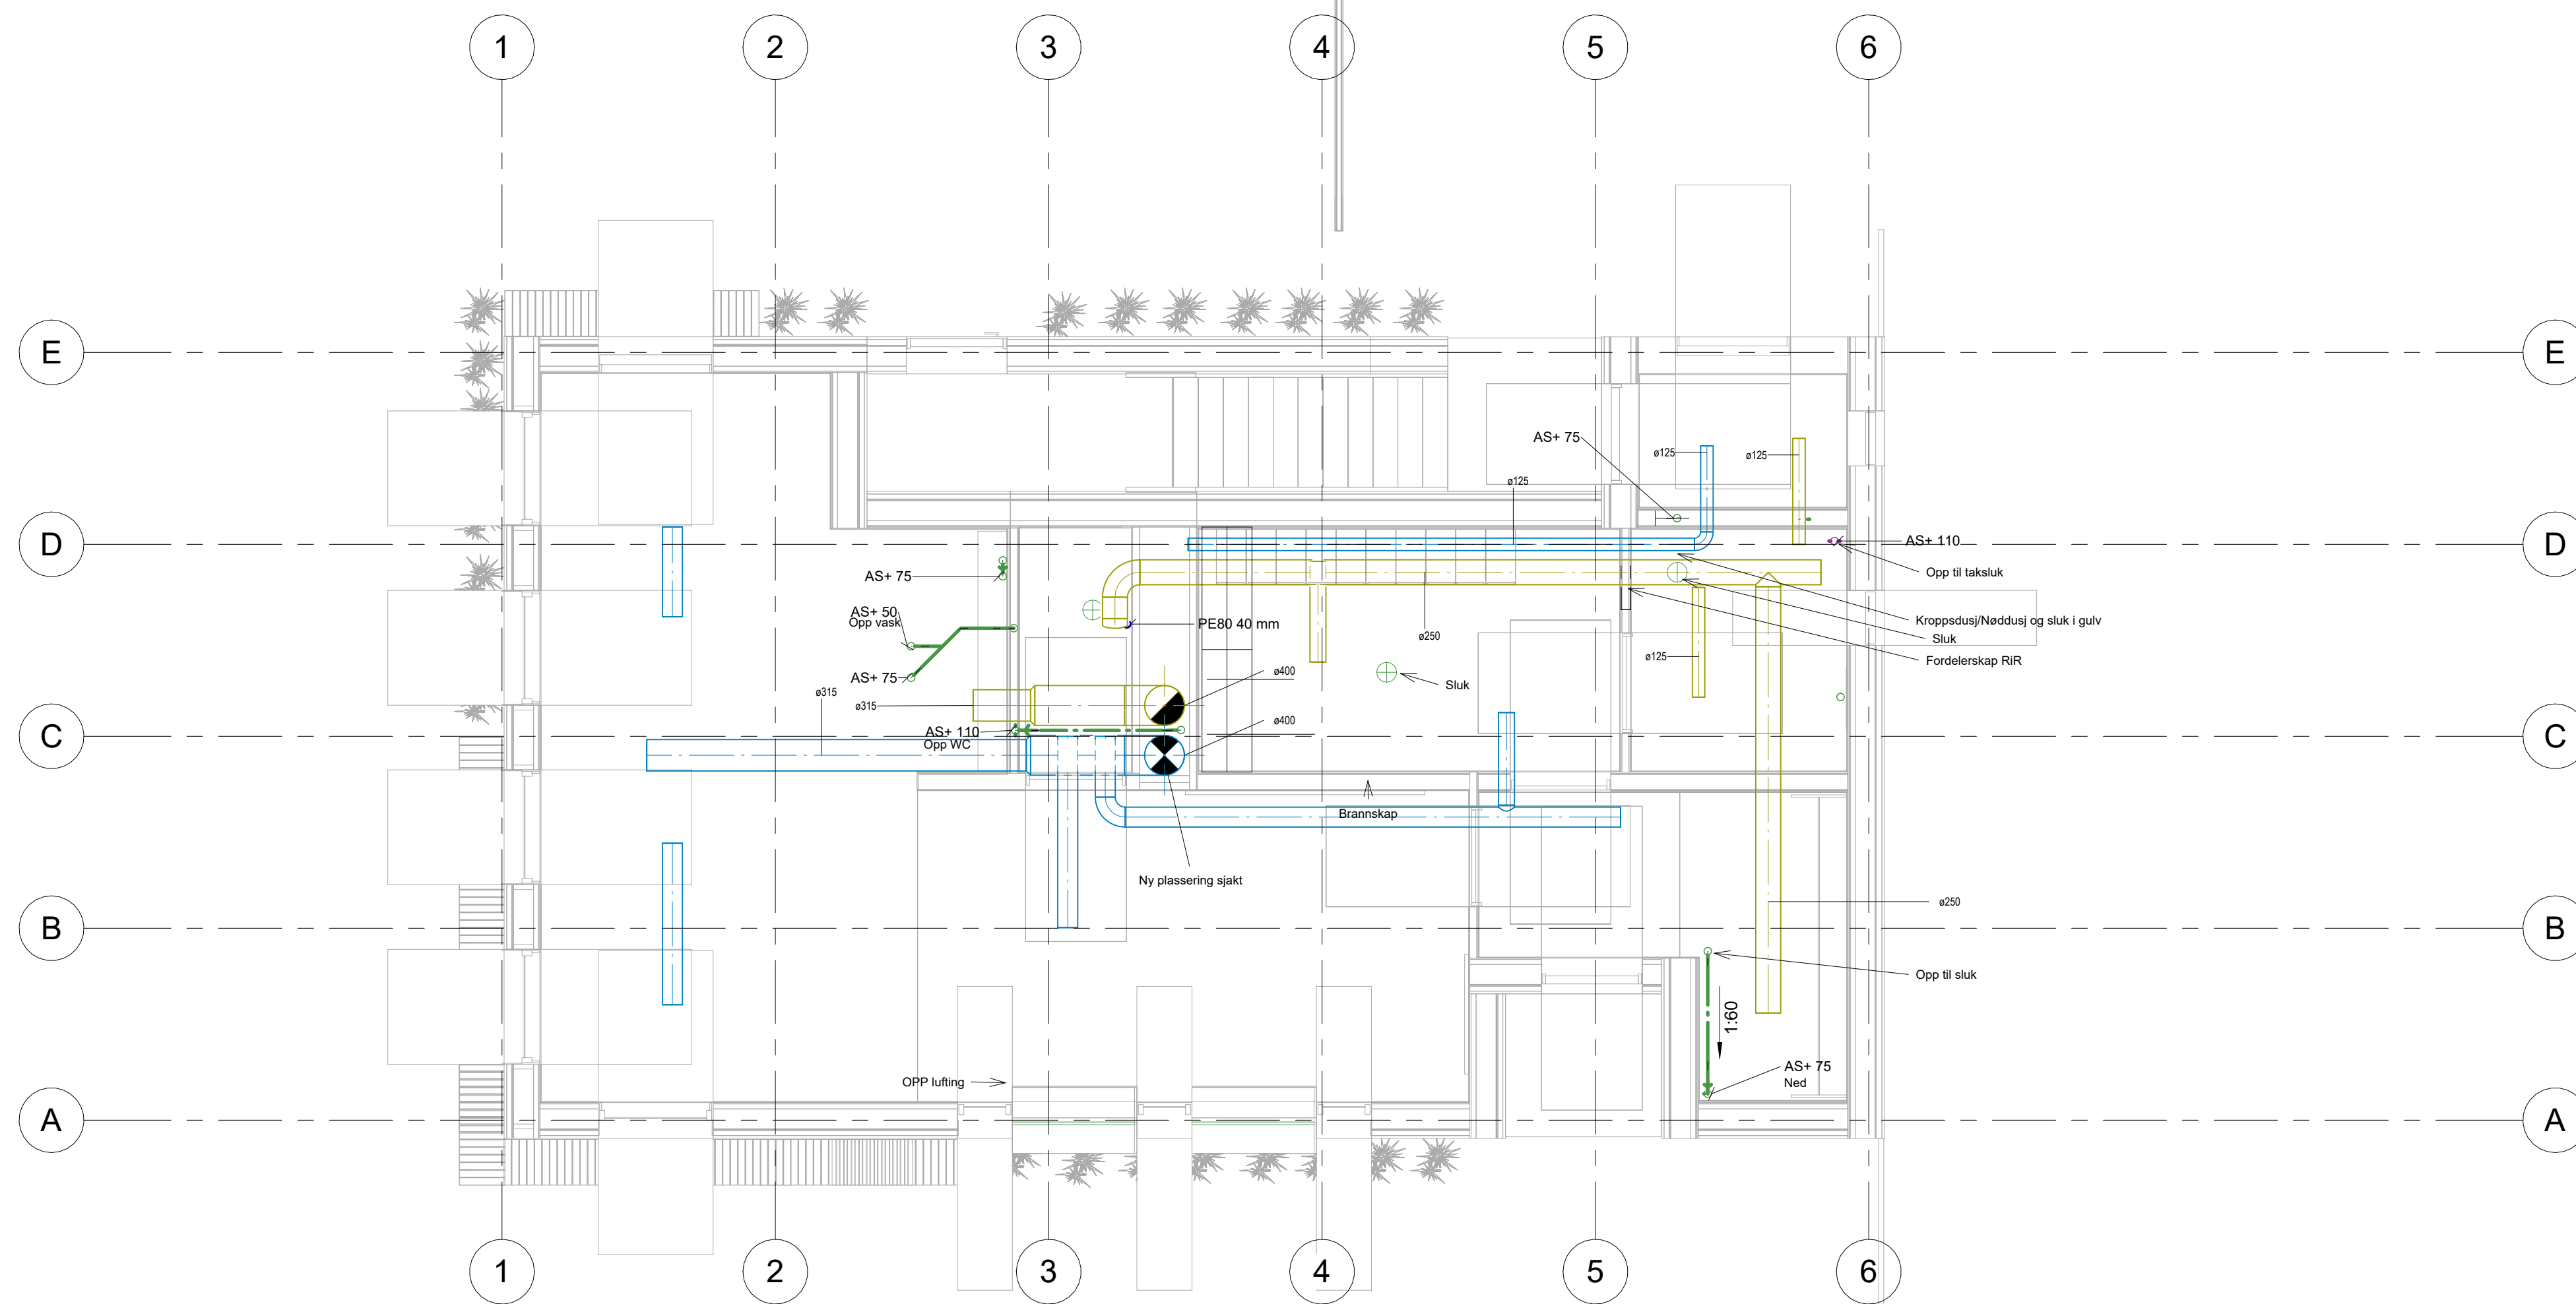 1 2 3 4 5 6
E E
AS+ 75
ø125 ø125
ø125
D AS+ 110 D
Opp til taksluk
AS+ 75
AS+ 50
Opp vask
PE80 40 mm
ø250
Kroppsdusj/Nøddusj og sluk i gulv
Sluk
Fordelerskap RiR
ø125
AS+ 75
ø400
Sluk
ø315
ø315
ø400
AS+ 110
Opp WC
C C
Brannskap
Ny plassering sjakt
ø250
B B
Opp til sluk
1:60
AS+ 75
Ned
OPP lufting
A A
1 2 3 4 5 6